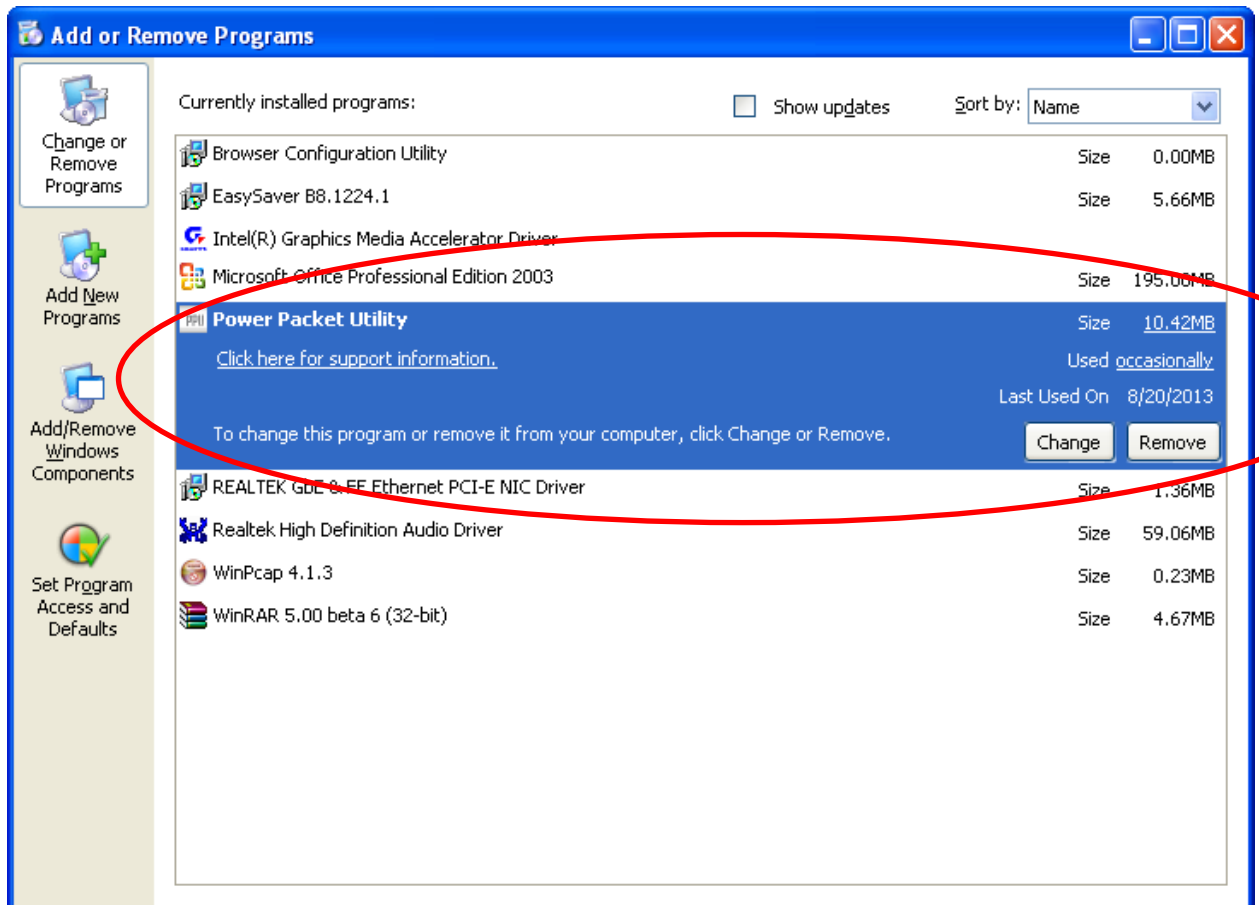 Add or Remove Programs
Change or
Remove
Programs
Add New
Programs
Add/Remove
Windows
Components
Set Program
Access and
Defaults
Currently installed programs:
Show updates
Sort by: Name
Browser Configuration Utility Size 0.00MB
EasySaver B8.1224.1 Size 5.66MB
Intel(R) Graphics Media Accelerator Driver
Microsoft Office Professional Edition 2003 Size 195.00MB
PPU Power Packet Utility Size 10.42MB
Click here for support information. Used occasionally
Last Used On 8/20/2013
To change this program or remove it from your computer, click Change or Remove. Change Remove
REALTEK GbE & FE Ethernet PCI-E NIC Driver Size 1.36MB
Realtek High Definition Audio Driver Size 59.06MB
WinPcap 4.1.3 Size 0.23MB
WinRAR 5.00 beta 6 (32-bit) Size 4.67MB